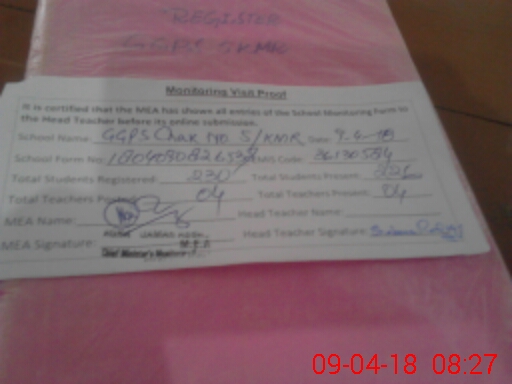 REGISTER
Monitoring Visit Proof
It is certified that the MEA has shown all entries of the School Monitoring Form to
the Head Teacher before its online submission.
School Name: GGPS Chak No. 5/KMR Date: 9-4-18
School Form No: EMIS Code: 36130584
Total Students Registered: 230 Total Students Present:
Total Teachers Posted: 04 Total Teachers Present: 04
MEA Name: Head Teacher Name:
MEA Signature: Head Teacher Signature:
09-04-18 08:27